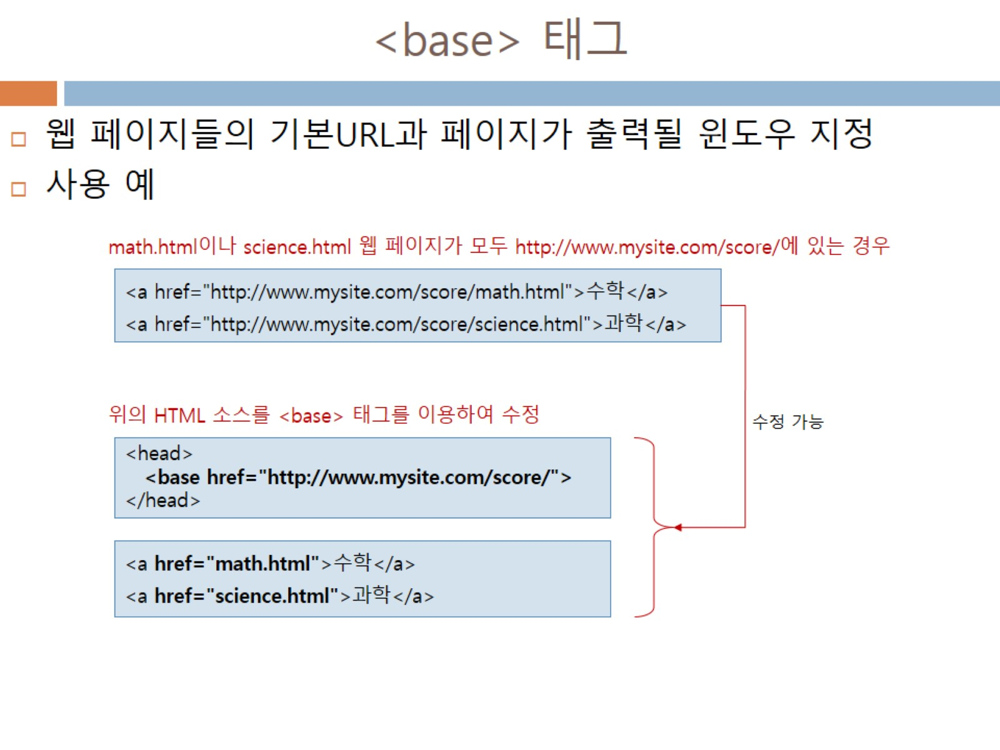 <base> 태그
웹 페이지들의 기본URL과 페이지가 출력될 윈도우 지정
사용 예
math.html이나 science.html 웹 페이지가 모두 http://www.mysite.com/score/에 있는 경우
<a href="http://www.mysite.com/score/math.html">수학</a>
<a href="http://www.mysite.com/score/science.html">과학</a>
위의 HTML 소스를 <base> 태그를 이용하여 수정
수정 가능
<head>
<base href="http://www.mysite.com/score/">
</head>
<a href="math.html">수학</a>
<a href="science.html">과학</a>